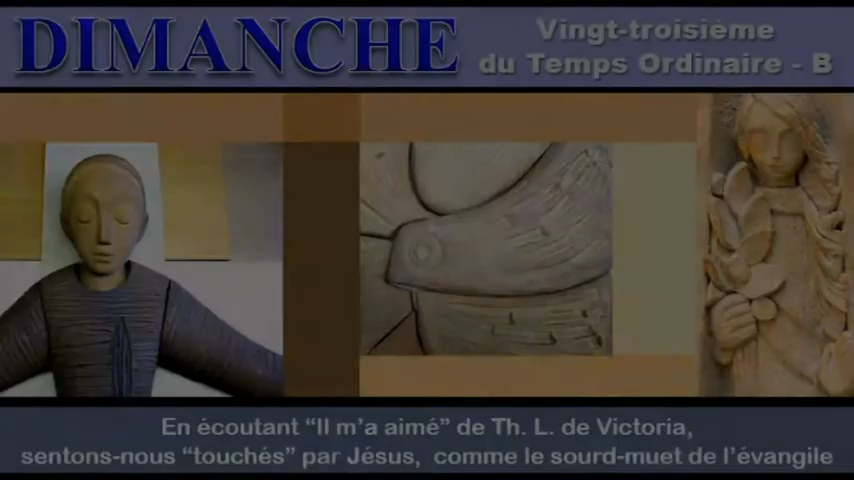 DIMANCHE
Vingt-troisième
du Temps Ordinaire - B
En écoutant “Il m’a aimé” de Th. L. de Victoria,
sentons-nous “touchés” par Jésus, comme le sourd-muet de l’évangile